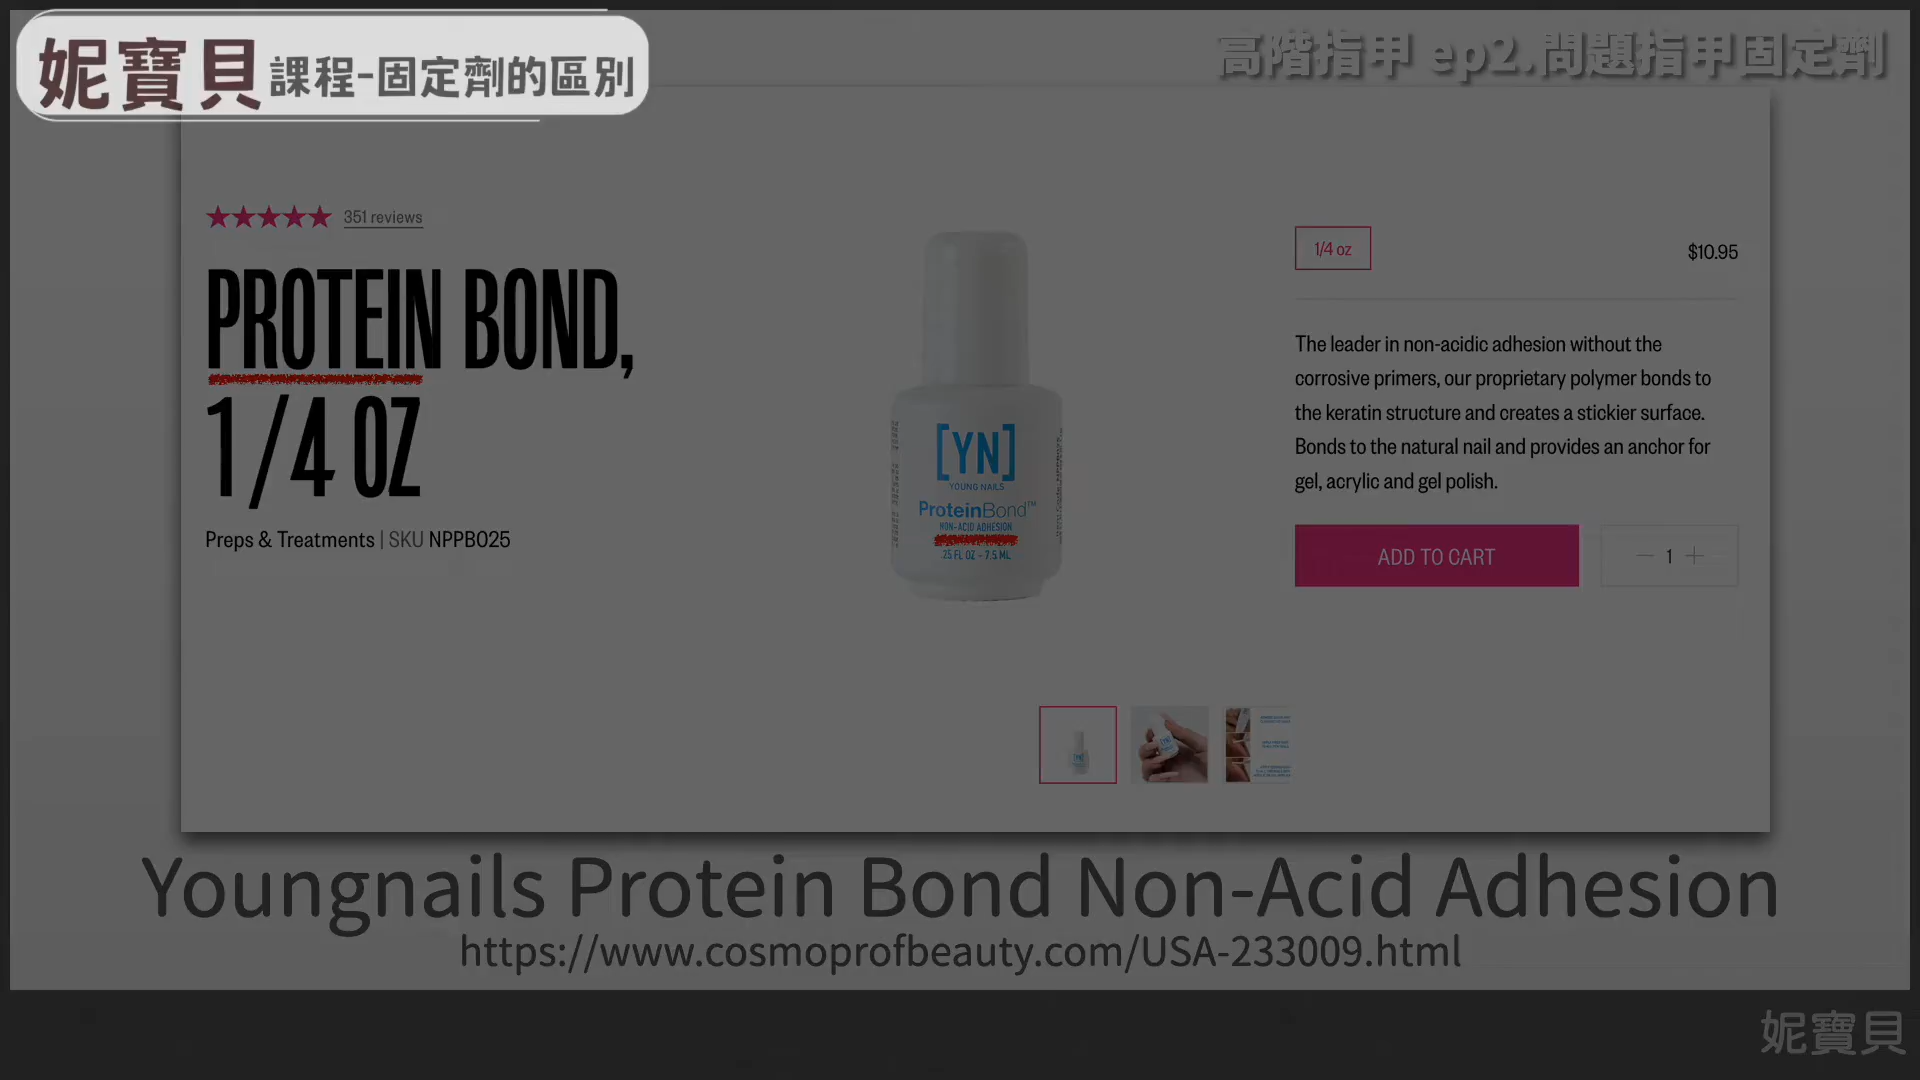 妮寶貝課程-固定劑的區別
高階指甲 ep2.問題指甲固定劑
351 reviews
PROTEIN BOND,
1/4 OZ
Preps & Treatments | SKU NPPB025
[YN]
YOUNG NAILS
ProteinBond™
NON-ACID ADHESION
.25 FL OZ - 7.5 ML
1/4 oz
$10.95
The leader in non-acidic adhesion without the
corrosive primers, our proprietary polymer bonds to
the keratin structure and creates a stickier surface.
Bonds to the natural nail and provides an anchor for
gel, acrylic and gel polish.
ADD TO CART
1
Youngnails Protein Bond Non-Acid Adhesion
https://www.cosmoprofbeauty.com/USA-233009.html
妮寶貝